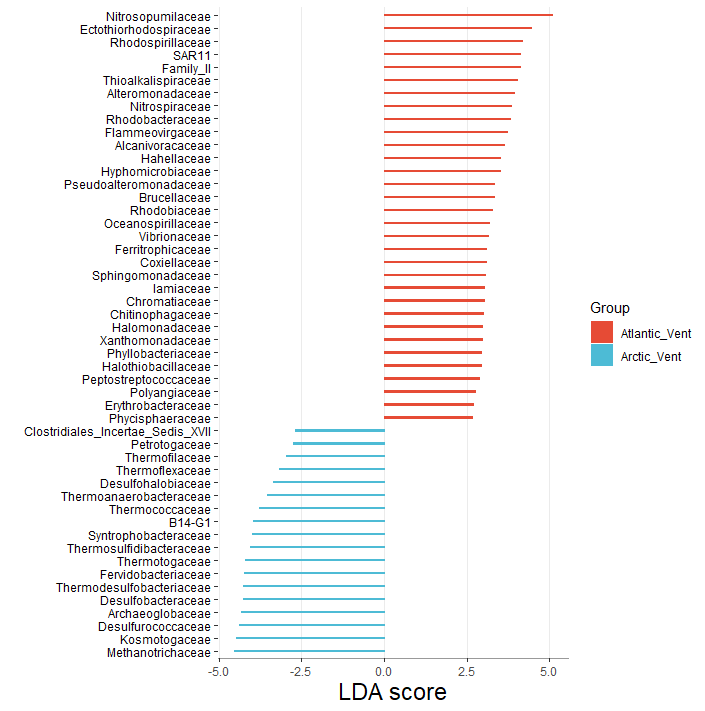 Nitrosopumilaceae
Ectothiorhodospiraceae
Rhodospirillaceae
SAR11
Family_II
Thioalkalispiraceae
Alteromonadaceae
Nitrospiraceae
Rhodobacteraceae
Flammeovirgaceae
Alcanivoracaceae
Hahellaceae
Hyphomicrobiaceae
Pseudoalteromonadaceae
Brucellaceae
Rhodobiaceae
Oceanospirillaceae
Vibrionaceae
Ferritrophicaceae
Coxiellaceae
Sphingomonadaceae
Iamiaceae
Chromatiaceae
Chitinophagaceae
Halomonadaceae
Xanthomonadaceae
Phyllobacteriaceae
Halothiobacillaceae
Peptostreptococcaceae
Polyangiaceae
Erythrobacteraceae
Phycisphaeraceae
Clostridiales_Incertae_Sedis_XVII
Petrotogaceae
Thermofilaceae
Thermoflexaceae
Desulfohalobiaceae
Thermoanaerobacteraceae
Thermococcaceae
B14-G1
Syntrophobacteraceae
Thermosulfidibacteraceae
Thermotogaceae
Fervidobacteriaceae
Thermodesulfobacteriaceae
Desulfobacteraceae
Archaeoglobaceae
Desulfurococcaceae
Kosmotogaceae
Methanotrichaceae
-5.0 -2.5 0.0 2.5 5.0
LDA score
Group
Atlantic_Vent
Arctic_Vent